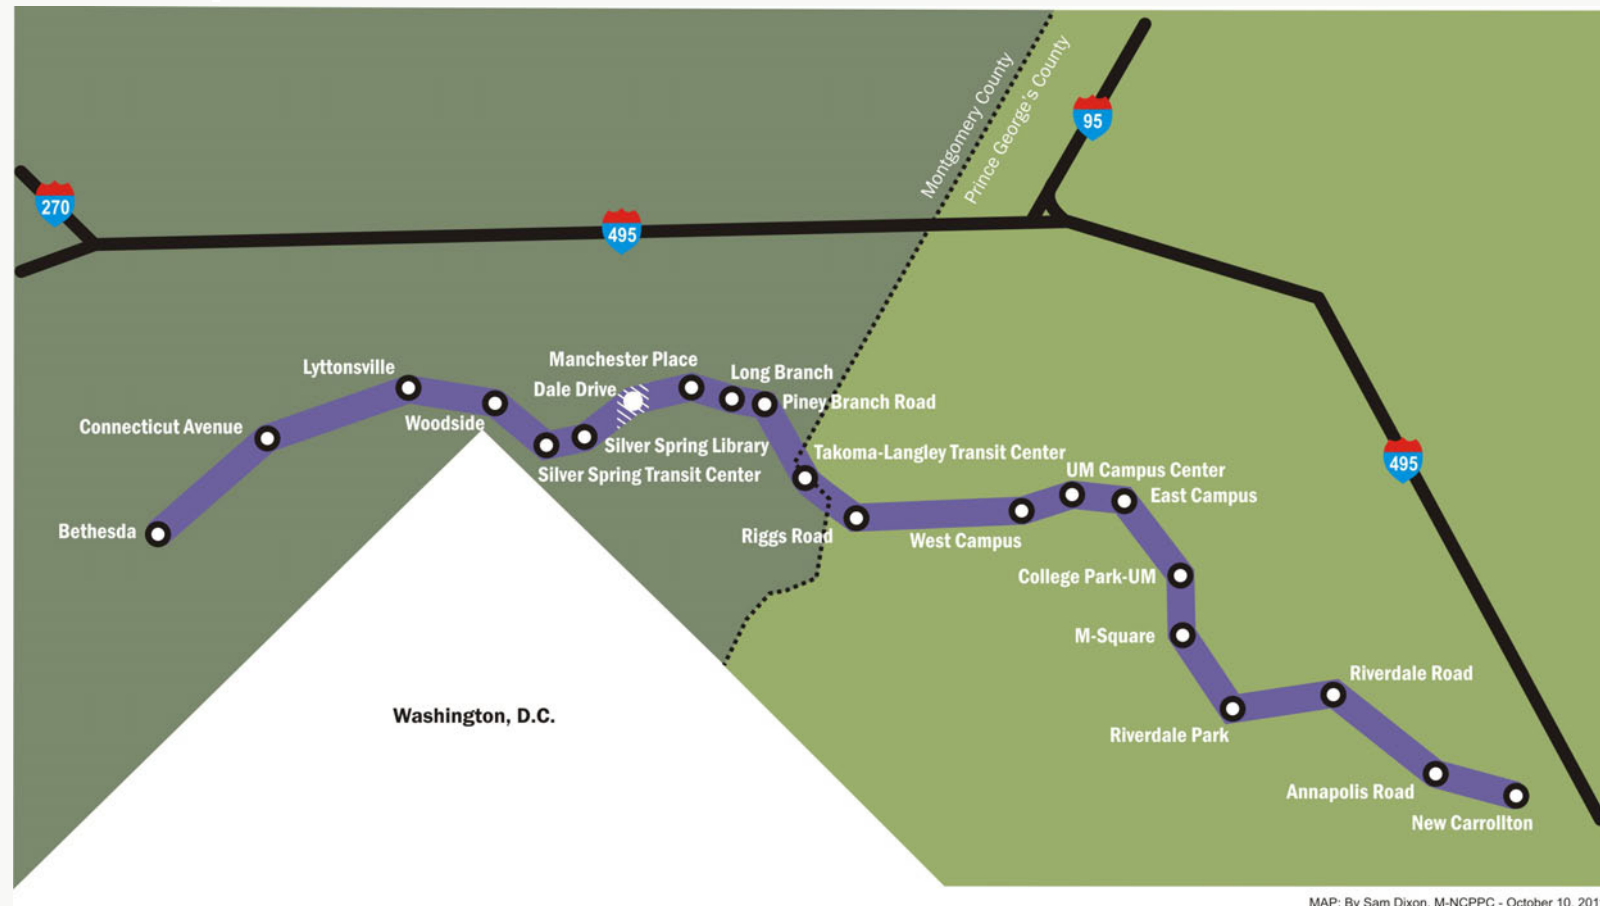 Montgomery County
Prince George's County
95
270
495
Manchester Place
Lyttonsville
Long Branch
Dale Drive
Piney Branch Road
Connecticut Avenue
Woodside
Silver Spring Library
Takoma-Langley Transit Center
Silver Spring Transit Center
UM Campus Center
495
East Campus
Bethesda
Riggs Road
West Campus
College Park-UM
M-Square
Riverdale Road
Washington, D.C.
Riverdale Park
Annapolis Road
New Carrollton
MAP: By Sam Dixon, M-NCPPC - October 10, 201